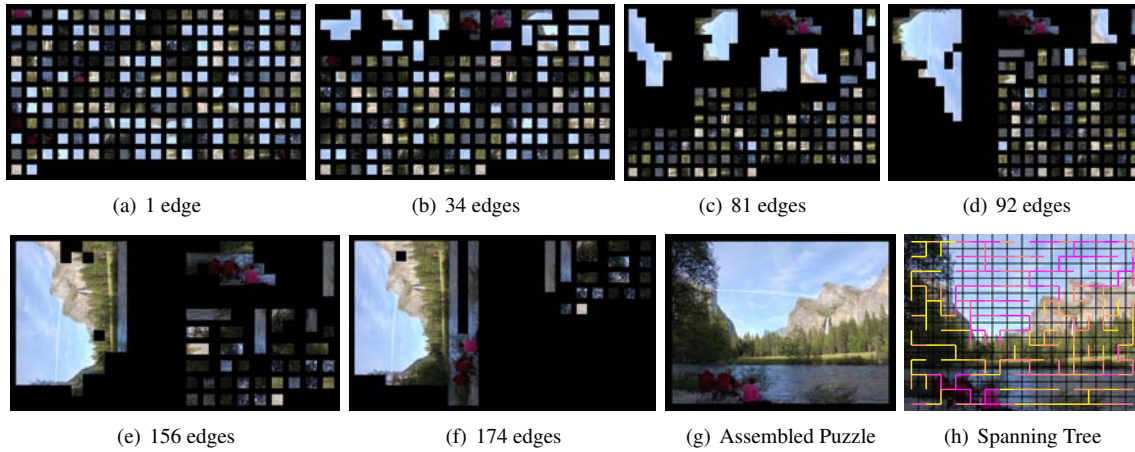 (a) 1 edge
(b) 34 edges
(c) 81 edges
(d) 92 edges
(e) 156 edges
(f) 174 edges
(g) Assembled Puzzle
(h) Spanning Tree